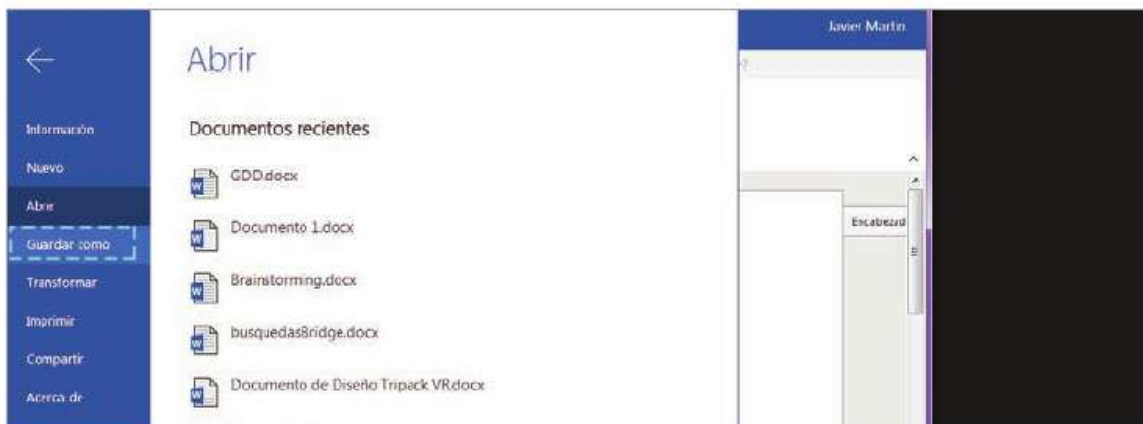 Javier Martin
Abrir
Documentos recientes
Información
Nuevo
Abrir
Guardar como
Transformar
Imprimir
Compartir
Acerca de
GDD.docx
Documento 1.docx
Brainstorming.docx
busquedasBridge.docx
Documento de Diseño Tripack VR.docx
Encabezad